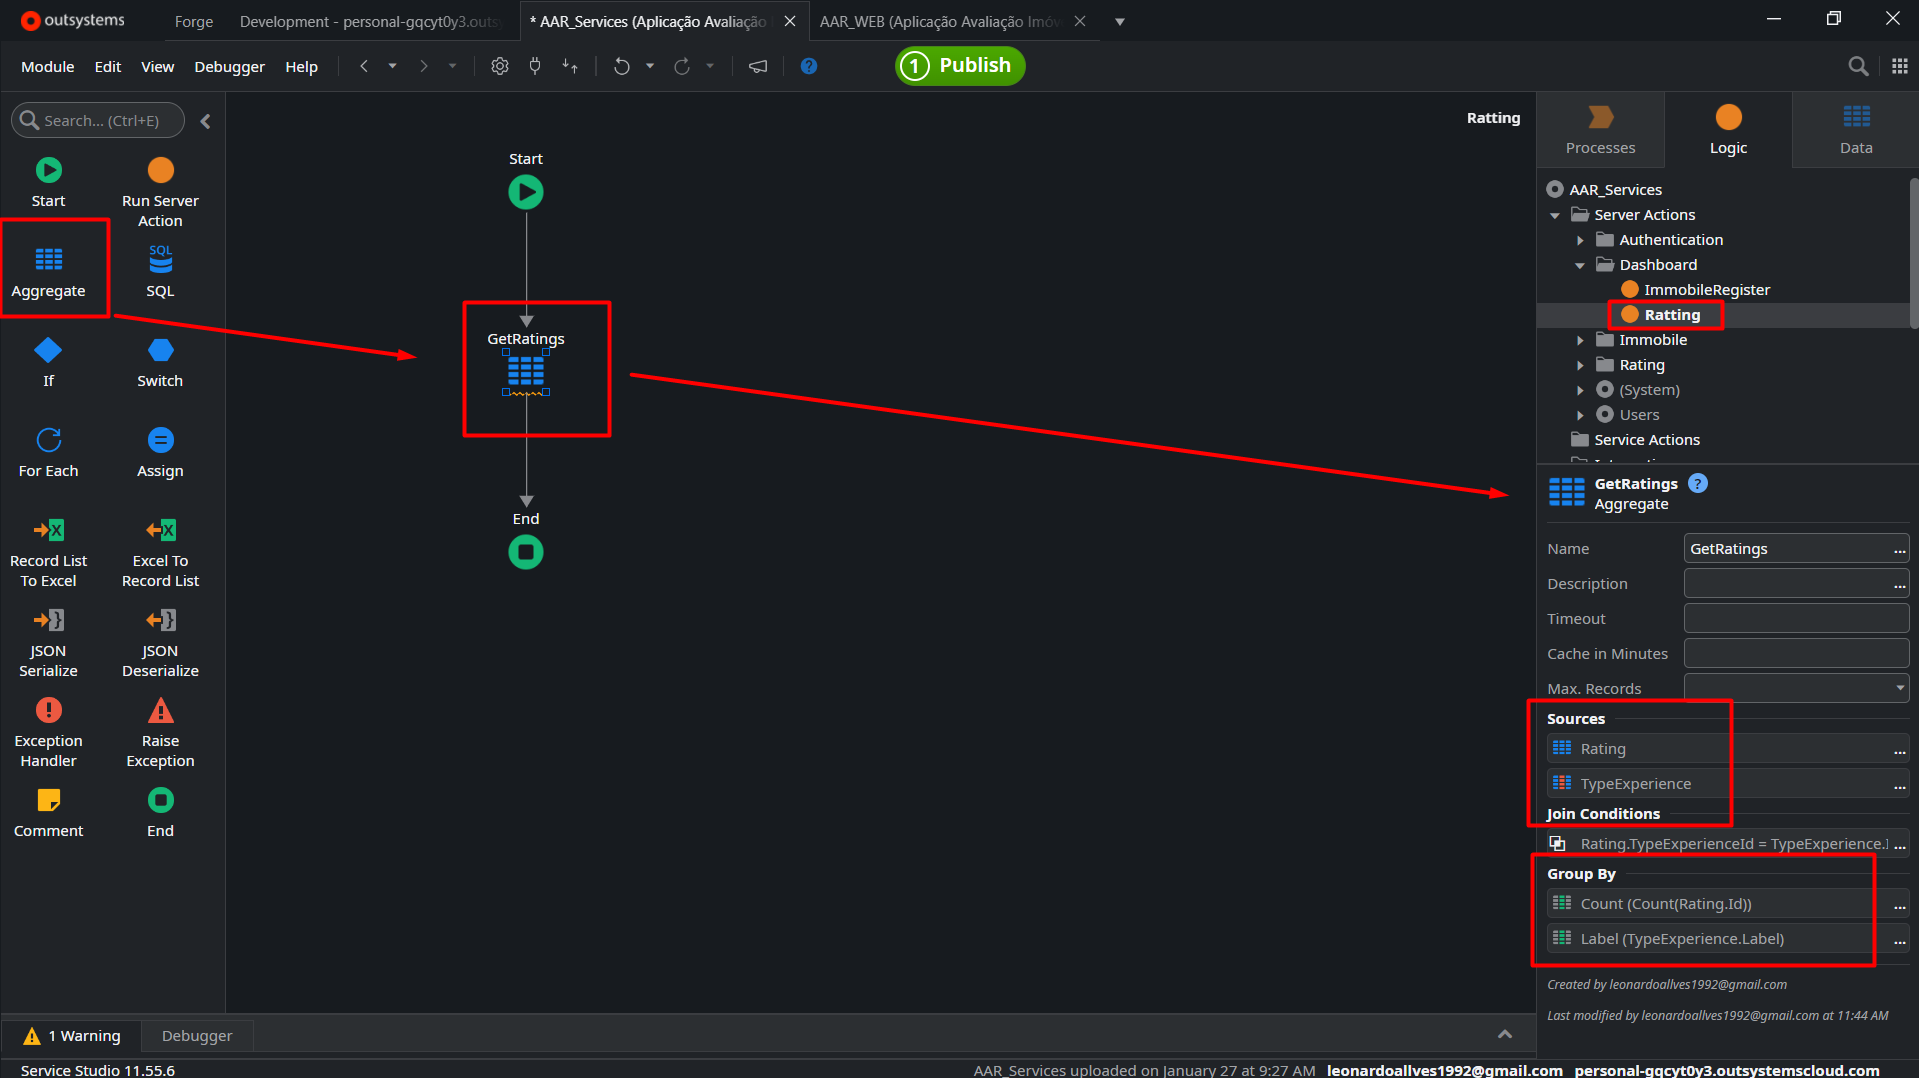 outsystems
Forge
Development - personal-gqcyt0y3.outs
* AAR_Services (Aplicação Avaliação I
AAR_WEB (Aplicação Avaliação Imóv
Module
Edit
View
Debugger
Help
1 Publish
Search... (Ctrl+E)
Start
Run Server
Action
Aggregate
SQL
SQL
If
Switch
For Each
Assign
Record List
To Excel
Excel To
Record List
JSON
Serialize
JSON
Deserialize
Exception
Handler
Raise
Exception
Comment
End
Ratting
Start
GetRatings
End
Processes
Logic
Data
AAR_Services
Server Actions
Authentication
Dashboard
ImmobileRegister
Ratting
Immobile
Rating
(System)
Users
Service Actions
GetRatings
Aggregate
Name
GetRatings
...
Description
...
Timeout
Cache in Minutes
Max. Records
Sources
Rating
...
TypeExperience
...
Join Conditions
Rating.TypeExperienceId = TypeExperience.I
...
Group By
Count (Count(Rating.Id))
...
Label (TypeExperience.Label)
...
Created by leonardoallves1992@gmail.com
Last modified by leonardoallves1992@gmail.com at 11:44 AM
1 Warning
Debugger
Service Studio 11.55.6
AAR_Services uploaded on January 27 at 9:27 AM
leonardoallves1992@gmail.com
personal-gqcyt0y3.outsystemscloud.com